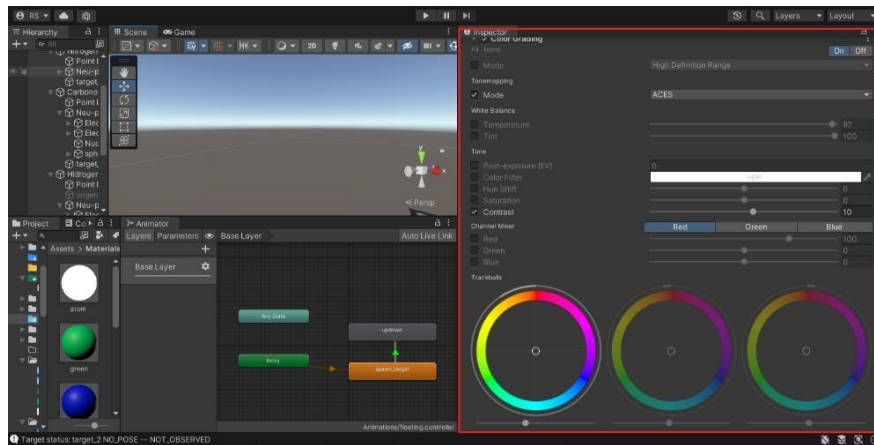 RS
Layers
Layout
Hierarchy
All
Nitrogen
Point l
Neu-p
target_
Carbono
Point l
Neu-p
Elec
Elec
Nuc
sph
target_
Hidrogen
Point l
origen
Neu-p
Scene
Game
2D
y
x
Persp
Project
Assets > Materials
atom
green
Animator
Layers
Parameters
Base Layer
Auto Live Link
Base Layer
Any State
Entry
updown
spawn_target
Animations/floating.controller
Inspector
Color Grading
All
None
On
Off
Mode
High Definition Range
Tonemapping
Mode
ACES
White Balance
Temperature
97
Tint
100
Tone
Post-exposure (EV)
0
Color Filter
HDR
Hue Shift
0
Saturation
0
Contrast
10
Channel Mixer
Red
Green
Blue
Red
100
Green
0
Blue
0
Trackballs
Target status: target_2 NO_POSE -- NOT_OBSERVED